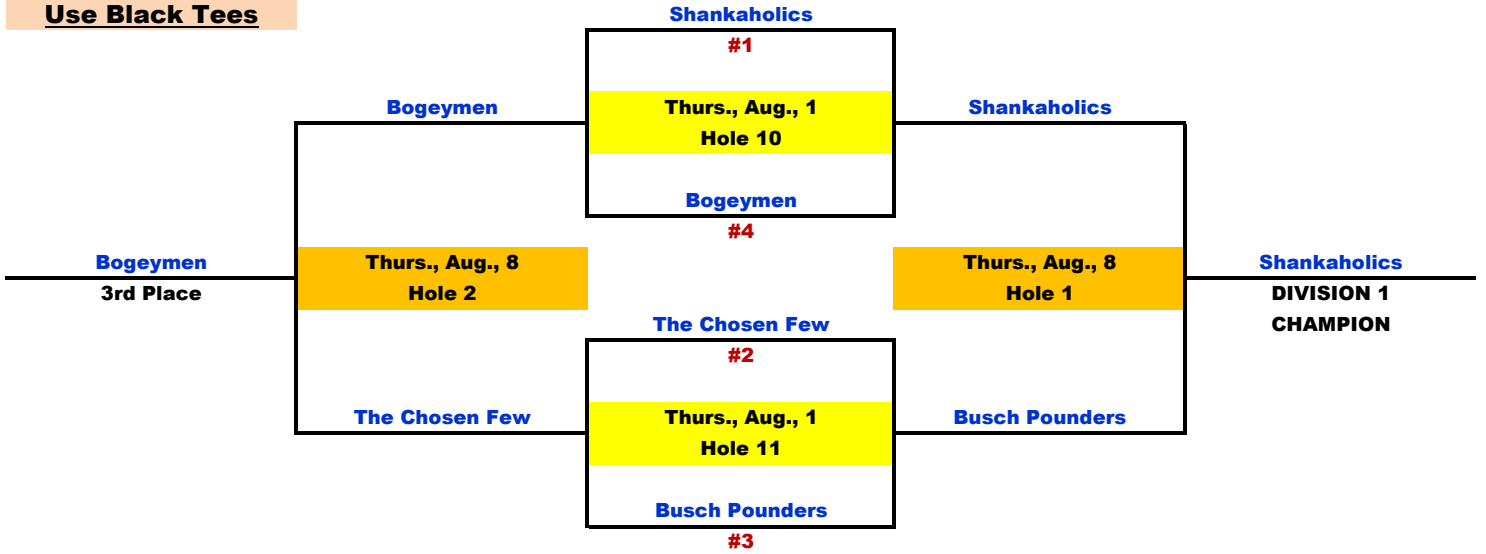 Use Black Tees
Shankaholics
#1
Bogeymen
Thurs., Aug., 1
Shankaholics
Hole 10
Bogeymen
#4
Bogeymen
Thurs., Aug., 8
Thurs., Aug., 8
Shankaholics
3rd Place
Hole 2
Hole 1
DIVISION 1
The Chosen Few
CHAMPION
#2
The Chosen Few
Thurs., Aug., 1
Busch Pounders
Hole 11
Busch Pounders
#3